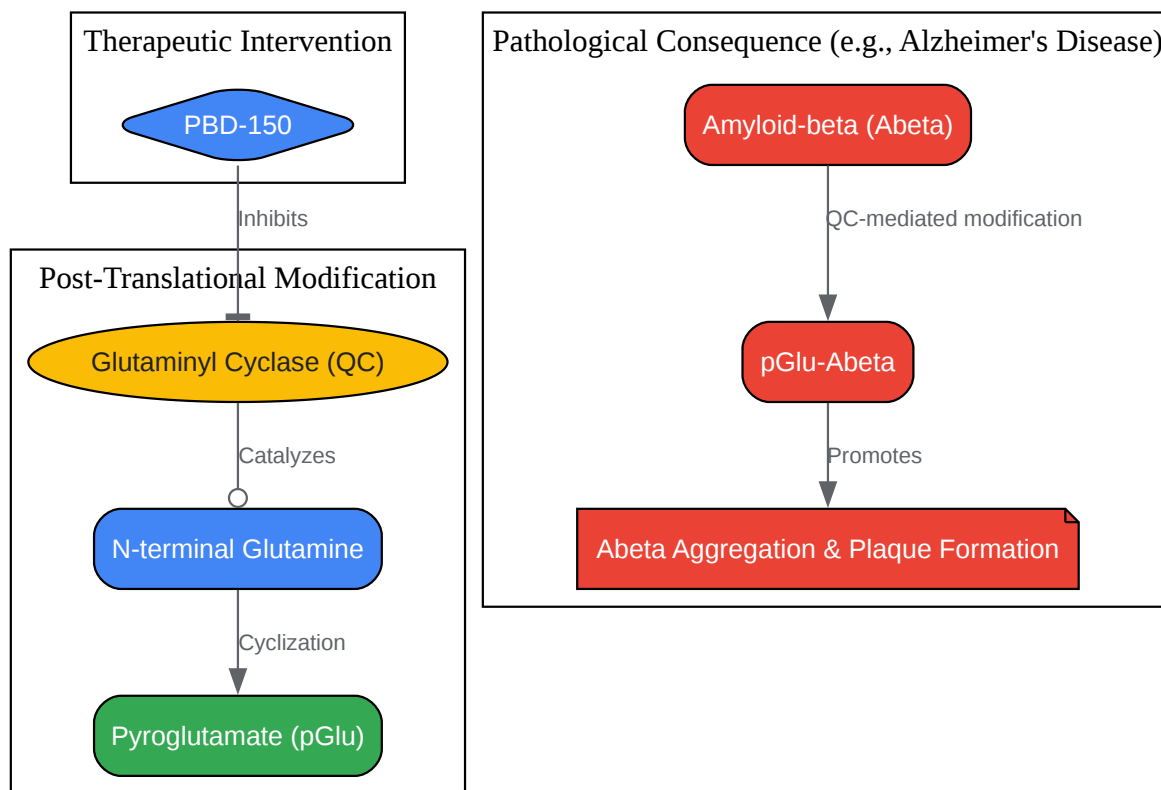 Therapeutic Intervention
PBD-150
Inhibits
Post-Translational Modification
Glutaminyl Cyclase (QC)
Catalyzes
N-terminal Glutamine
Cyclization
Pyroglutamate (pGlu)
Pathological Consequence (e.g., Alzheimer's Disease)
Amyloid-beta (Abeta)
QC-mediated modification
pGlu-Abeta
Promotes
Abeta Aggregation & Plaque Formation